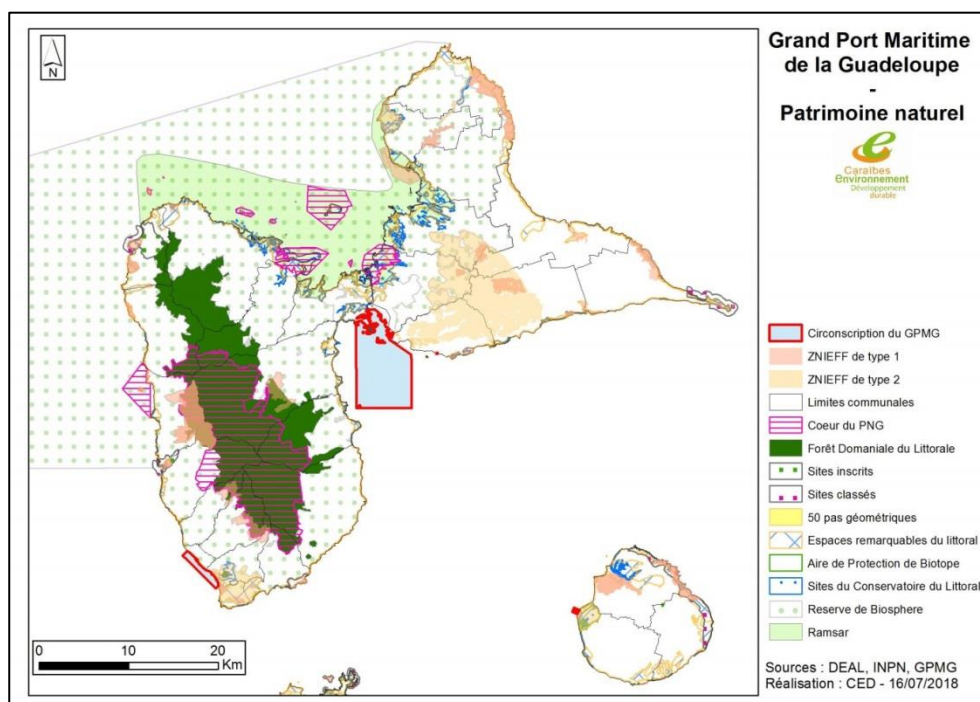 N
Grand Port Maritime
de la Guadeloupe
-
Patrimoine naturel
e
Caraïbes
environnement
Développement
durable
Circonscription du GPMG
ZNIEFF de type 1
ZNIEFF de type 2
Limites communales
Coeur du PNG
Forêt Domaniale du Littorale
Sites inscrits
Sites classés
50 pas géométriques
Espaces remarquables du littoral
Aire de Protection de Biotope
Sites du Conservatoire du Littoral
Reserve de Biosphere
Ramsar
0 10 20
Km
Sources : DEAL, INPN, GPMG
Réalisation : CED - 16/07/2018